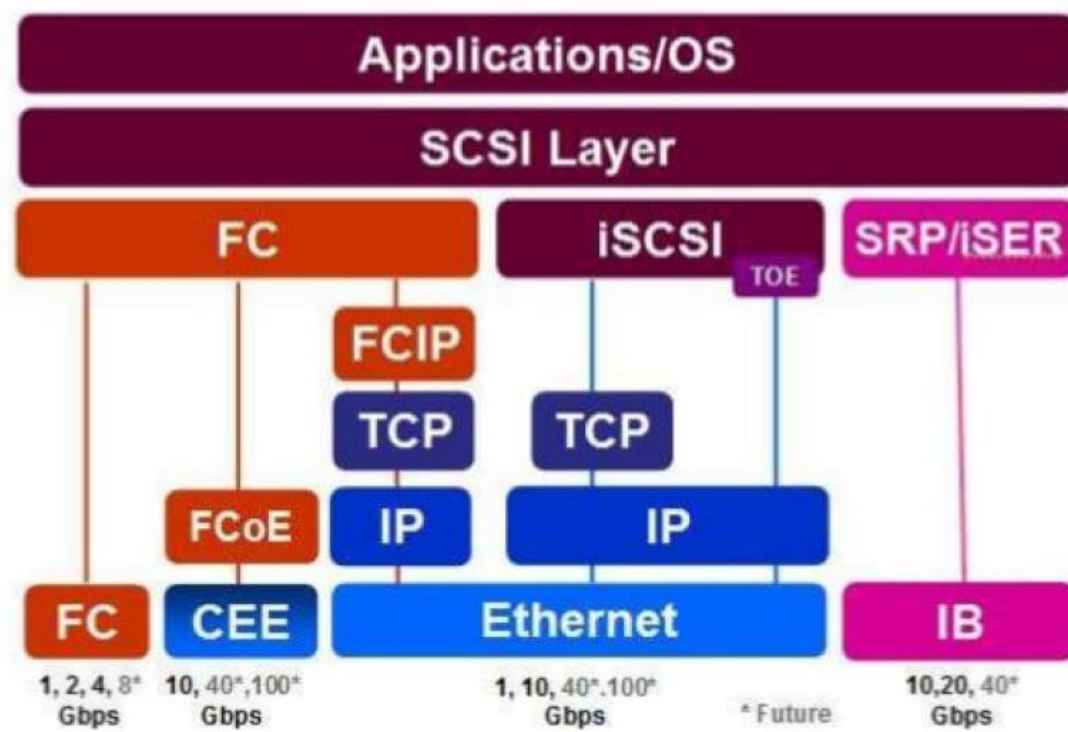 Applications/OS
SCSI Layer
FC
iSCSI
SRP/iSER
TOE
FCIP
TCP
TCP
FCoE
IP
IP
FC
CEE
Ethernet
IB
1, 2, 4, 8*
Gbps
10, 40*,100*
Gbps
1, 10, 40*.100*
Gbps
* Future
10,20, 40*
Gbps